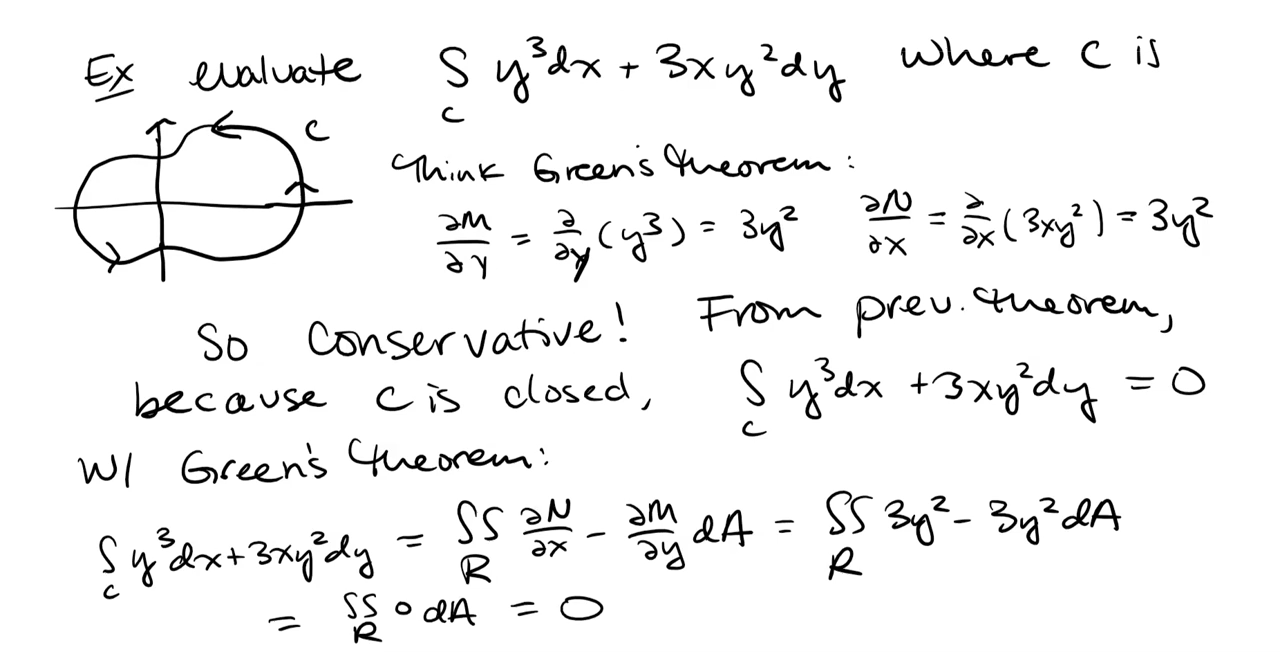 Ex evaluate ∫_C y³dx + 3xy²dy where C is
C
Think Green's theorem:
∂M/∂y = ∂/∂y (y³) = 3y² ∂N/∂x = ∂/∂x (3xy²) = 3y²
So Conservative! From prev. theorem,
because C is closed, ∫_C y³dx + 3xy²dy = 0
W/ Green's theorem:
∫_C y³dx + 3xy²dy = ∬_R ∂N/∂x - ∂M/∂y dA = ∬_R 3y² - 3y² dA
= ∬_R 0 dA = 0